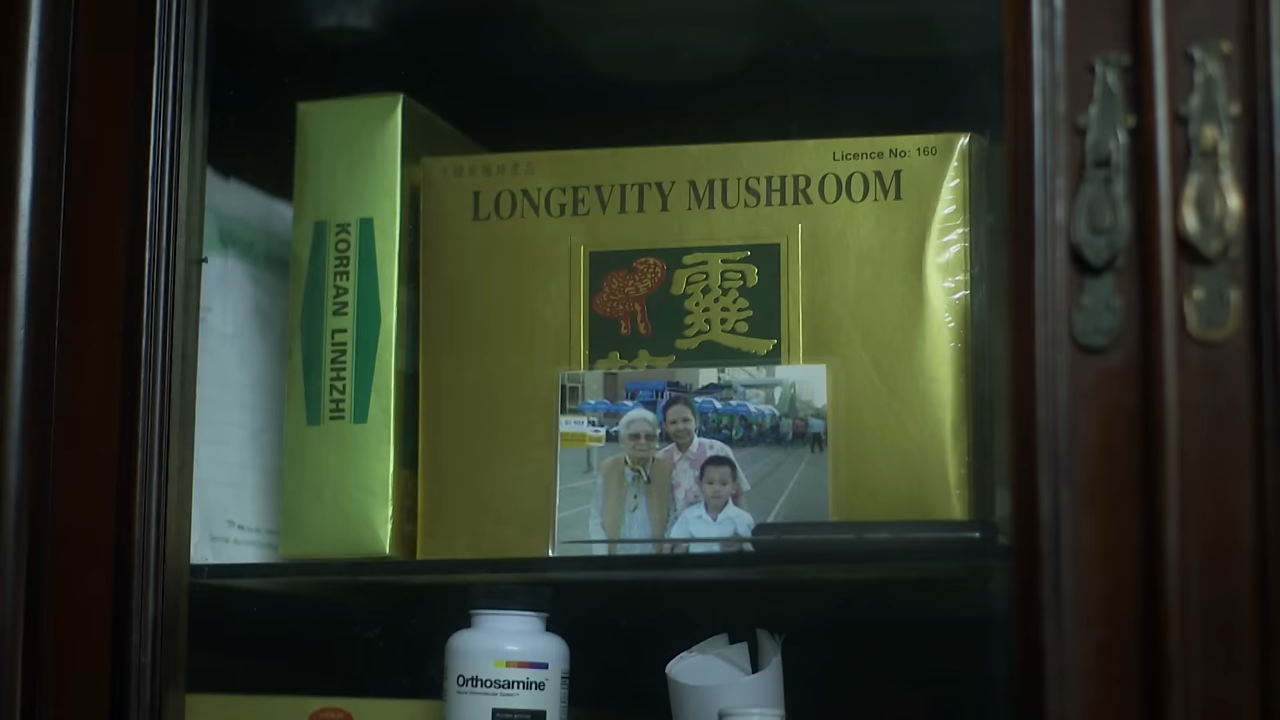 Licence No: 160
LONGEVITY MUSHROOM
KOREAN LINHZHI
靈
Orthosamine